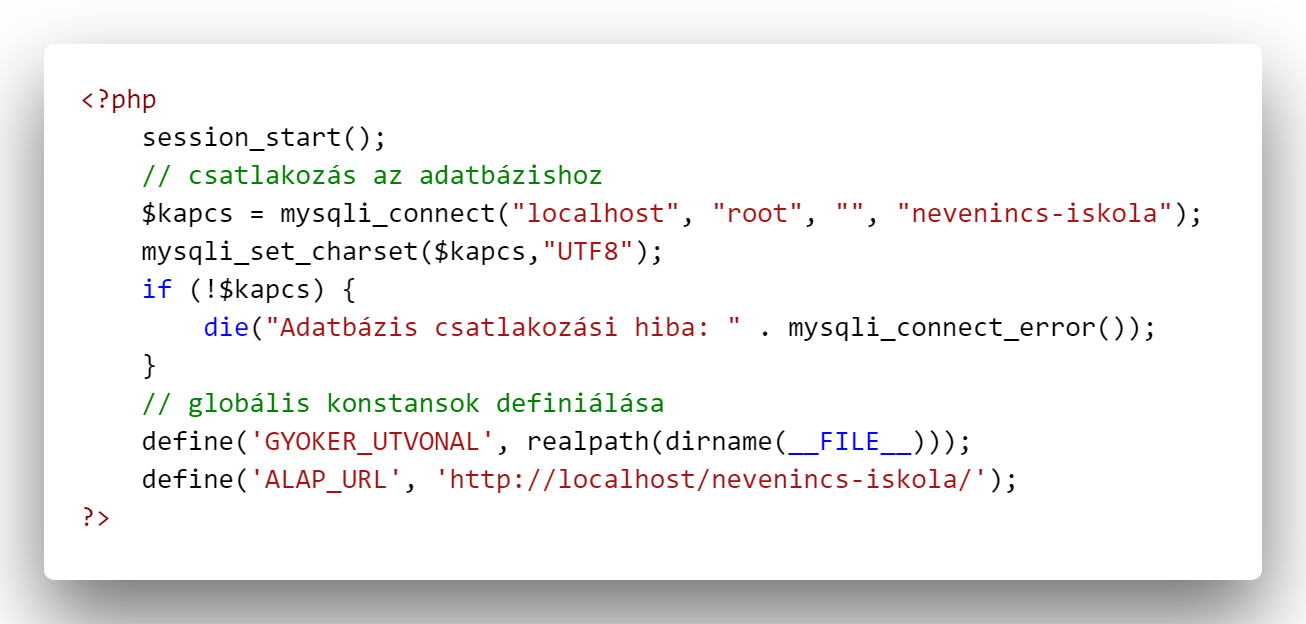 <?php
    session_start();
    // csatlakozás az adatbázishoz
    $kapcs = mysqli_connect("localhost", "root", "", "nevenincs-iskola");
    mysqli_set_charset($kapcs,"UTF8");
    if (!$kapcs) {
        die("Adatbázis csatlakozási hiba: " . mysqli_connect_error());
    }
    // globális konstansok definiálása
    define('GYOKER_UTVONAL', realpath(dirname(__FILE__)));
    define('ALAP_URL', 'http://localhost/nevenincs-iskola/');
?>